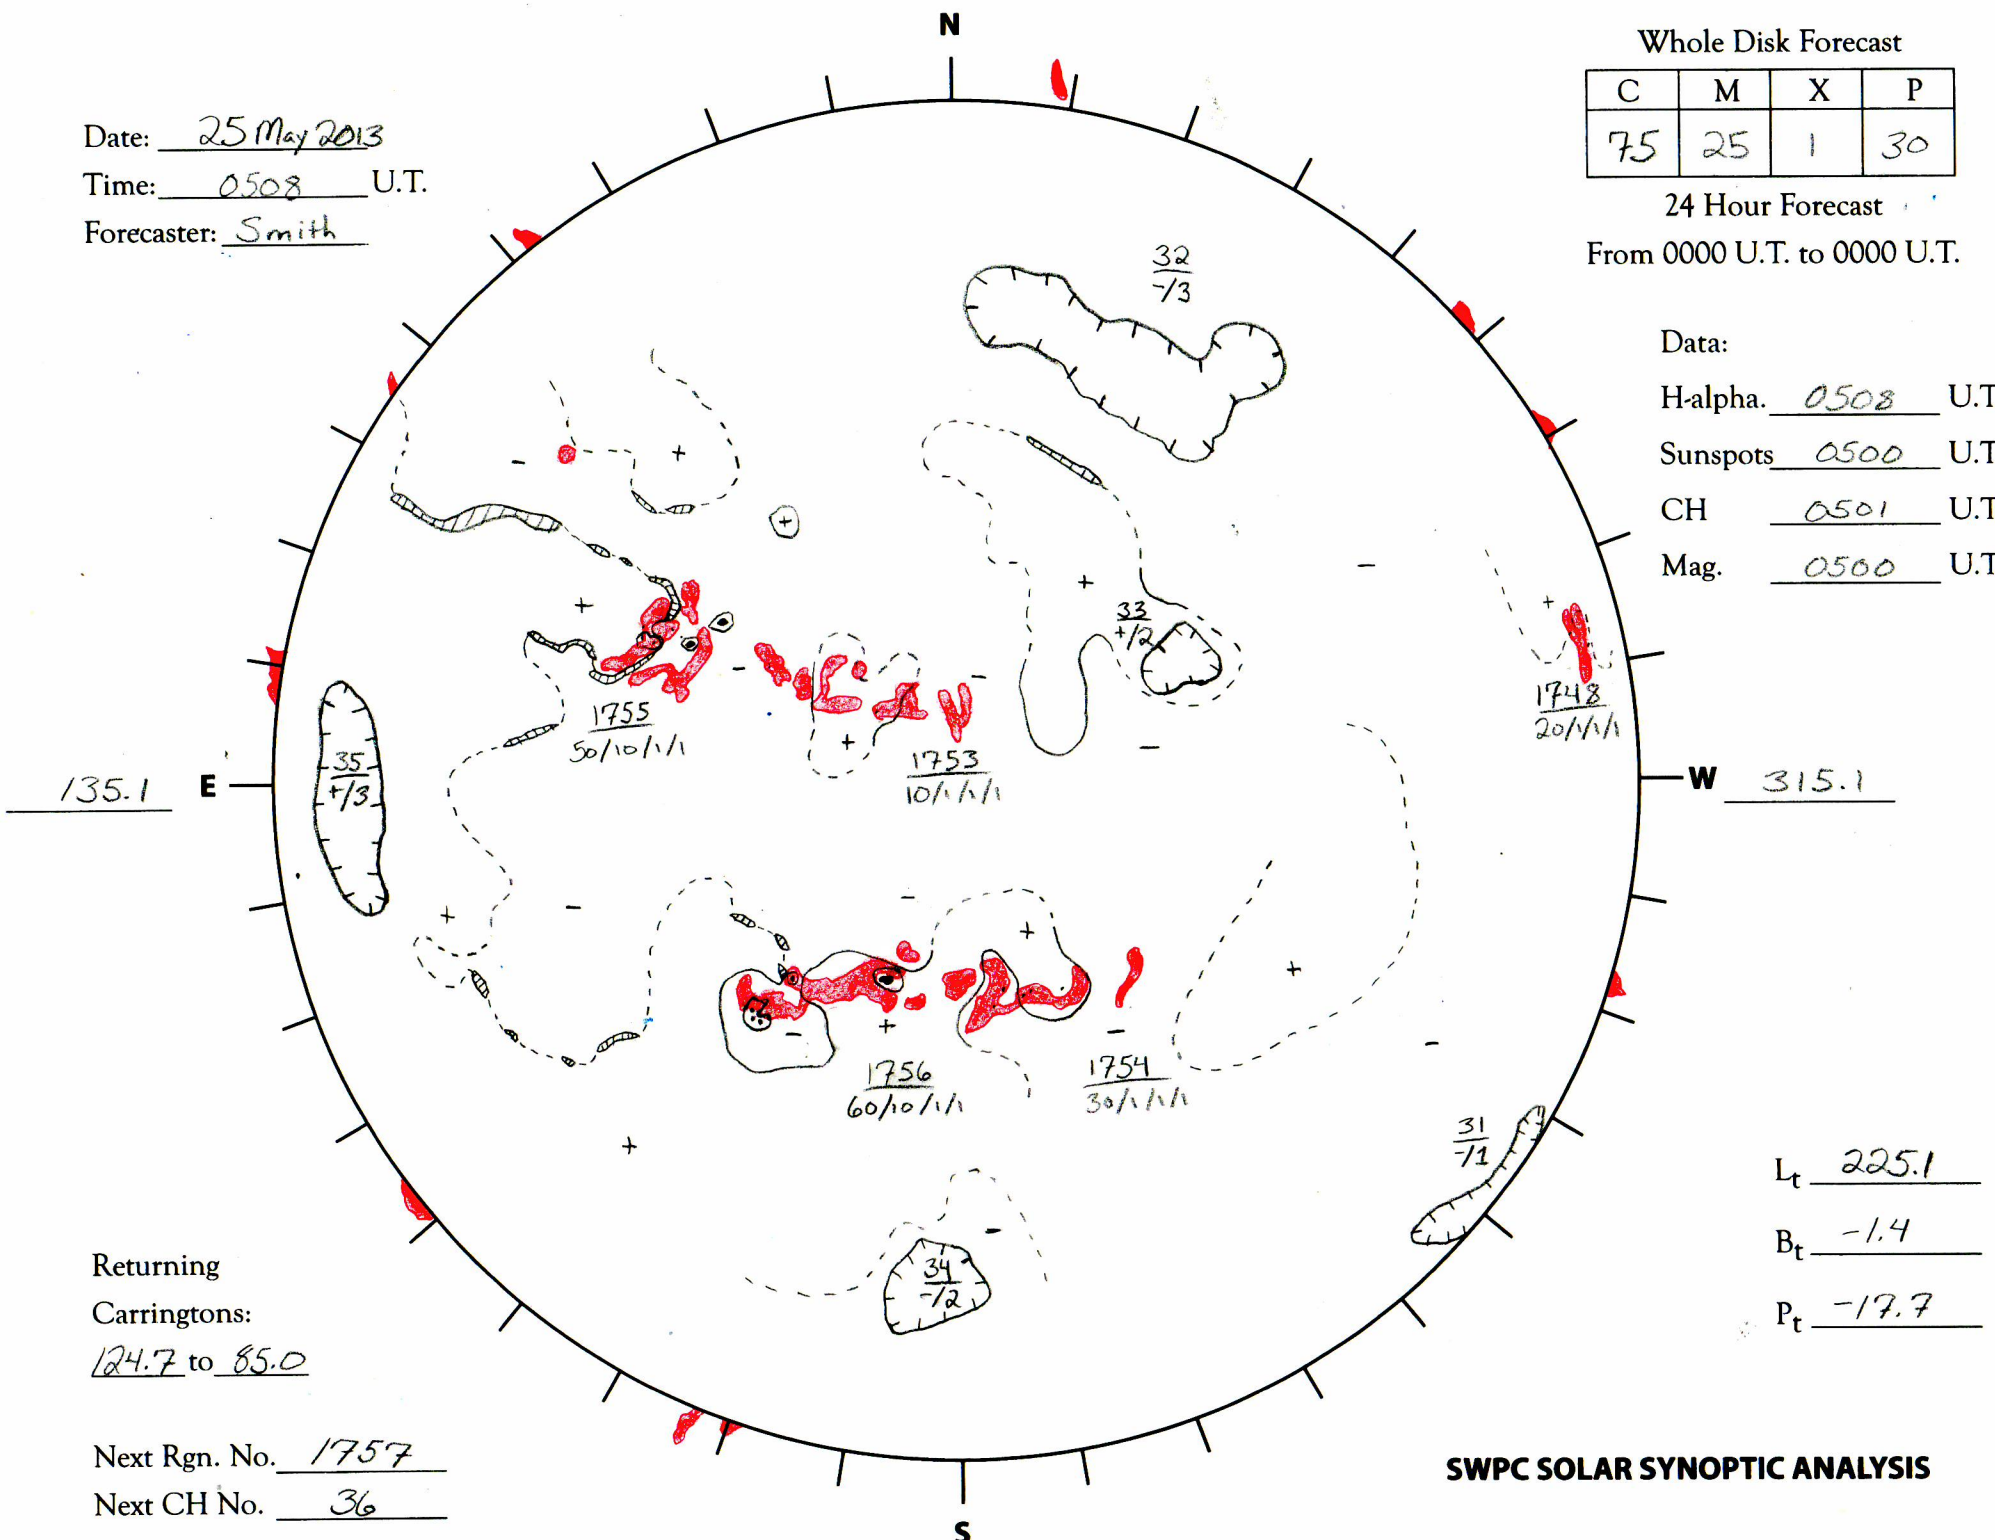 N
Whole Disk Forecast
C M X P
75 25 1 30
24 Hour Forecast
From 0000 U.T. to 0000 U.T.
Date: 25 May 2013
Time: 0508 U.T.
Forecaster: Smith
Data:
H-alpha. 0508 U.T
Sunspots 0500 U.T
CH 0501 U.T
Mag. 0500 U.T
32
-/3
- + +
+ - + -
33
+/2
+
1748
20/1/1/1
- -
1755
50/10/1/1
+
1753
10/1/1/1
-
35
+/3
135.1 E
W 315.1
+ - - + +
- + - -
1756
60/10/1/1
1754
30/1/1/1
31
-/1
+
-
34
-/2
Lt 225.1
Bt -1.4
Pt -17.7
Returning
Carringtons:
124.7 to 85.0
Next Rgn. No. 1757
Next CH No. 36
SWPC SOLAR SYNOPTIC ANALYSIS
S